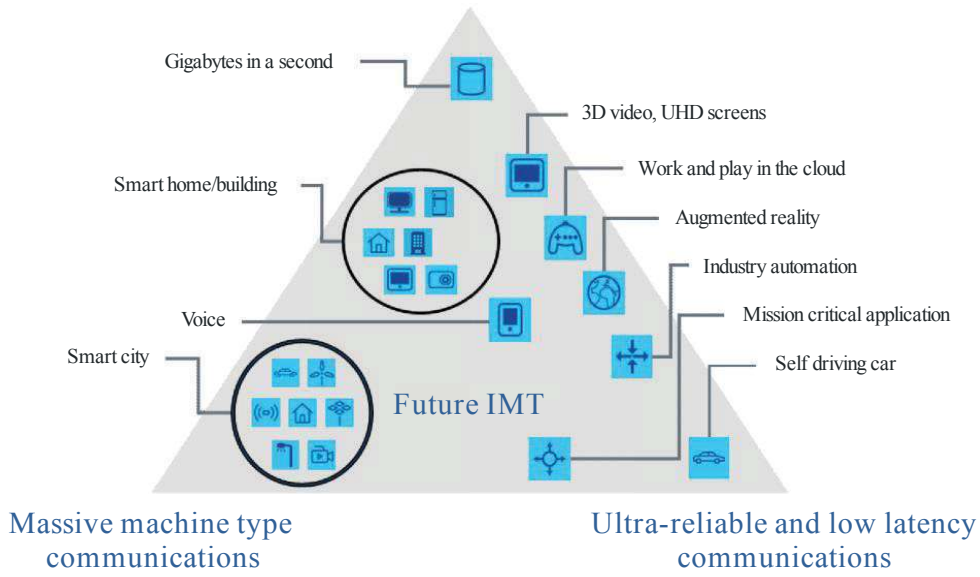 Gigabytes in a second
3D video, UHD screens
Work and play in the cloud
Smart home/building
Augmented reality
Industry automation
Voice
Mission critical application
Smart city
Self driving car
Future IMT
Massive machine type
communications
Ultra-reliable and low latency
communications